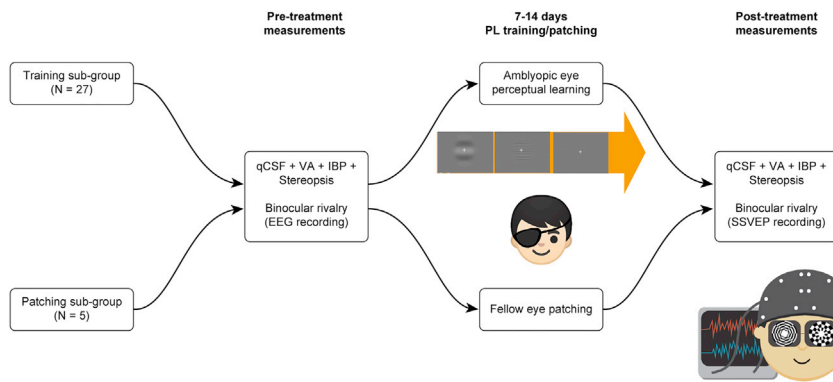 Pre-treatment
measurements
7-14 days
PL training/patching
Post-treatment
measurements
Training sub-group
(N = 27)
Amblyopic eye
perceptual learning
qCSF + VA + IBP +
Stereopsis
Binocular rivalry
(EEG recording)
qCSF + VA + IBP +
Stereopsis
Binocular rivalry
(SSVEP recording)
Patching sub-group
(N = 5)
Fellow eye patching